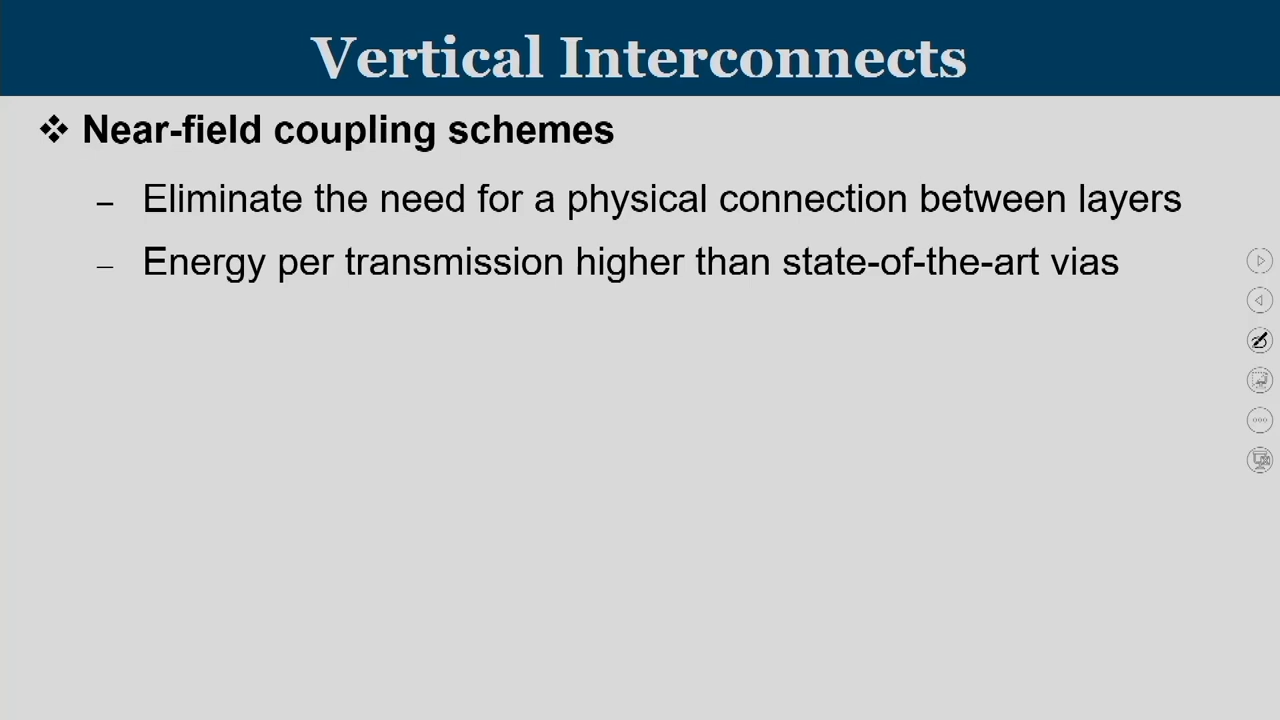 Vertical Interconnects
❖ Near-field coupling schemes
– Eliminate the need for a physical connection between layers
– Energy per transmission higher than state-of-the-art vias